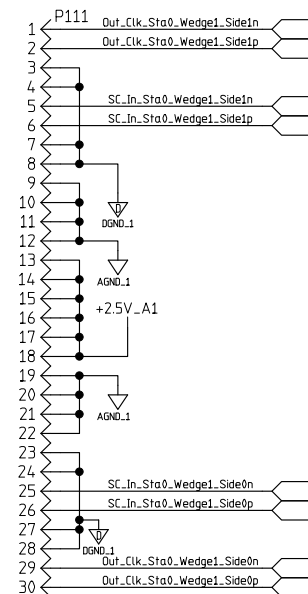 P111
1 Out_Clk_Sta0_Wedge1_Side1n
2 Out_Clk_Sta0_Wedge1_Side1p
3
4
5 SC_In_Sta0_Wedge1_Side1n
6 SC_In_Sta0_Wedge1_Side1p
7
8
9
10 D
11 DGND_1
12
13
14 AGND_1
15 +2.5V_A1
16
17
18
19
20
21 AGND_1
22
23
24
25 SC_In_Sta0_Wedge1_Side0n
26 SC_In_Sta0_Wedge1_Side0p
27 D
28 DGND_1
29 Out_Clk_Sta0_Wedge1_Side0n
30 Out_Clk_Sta0_Wedge1_Side0p